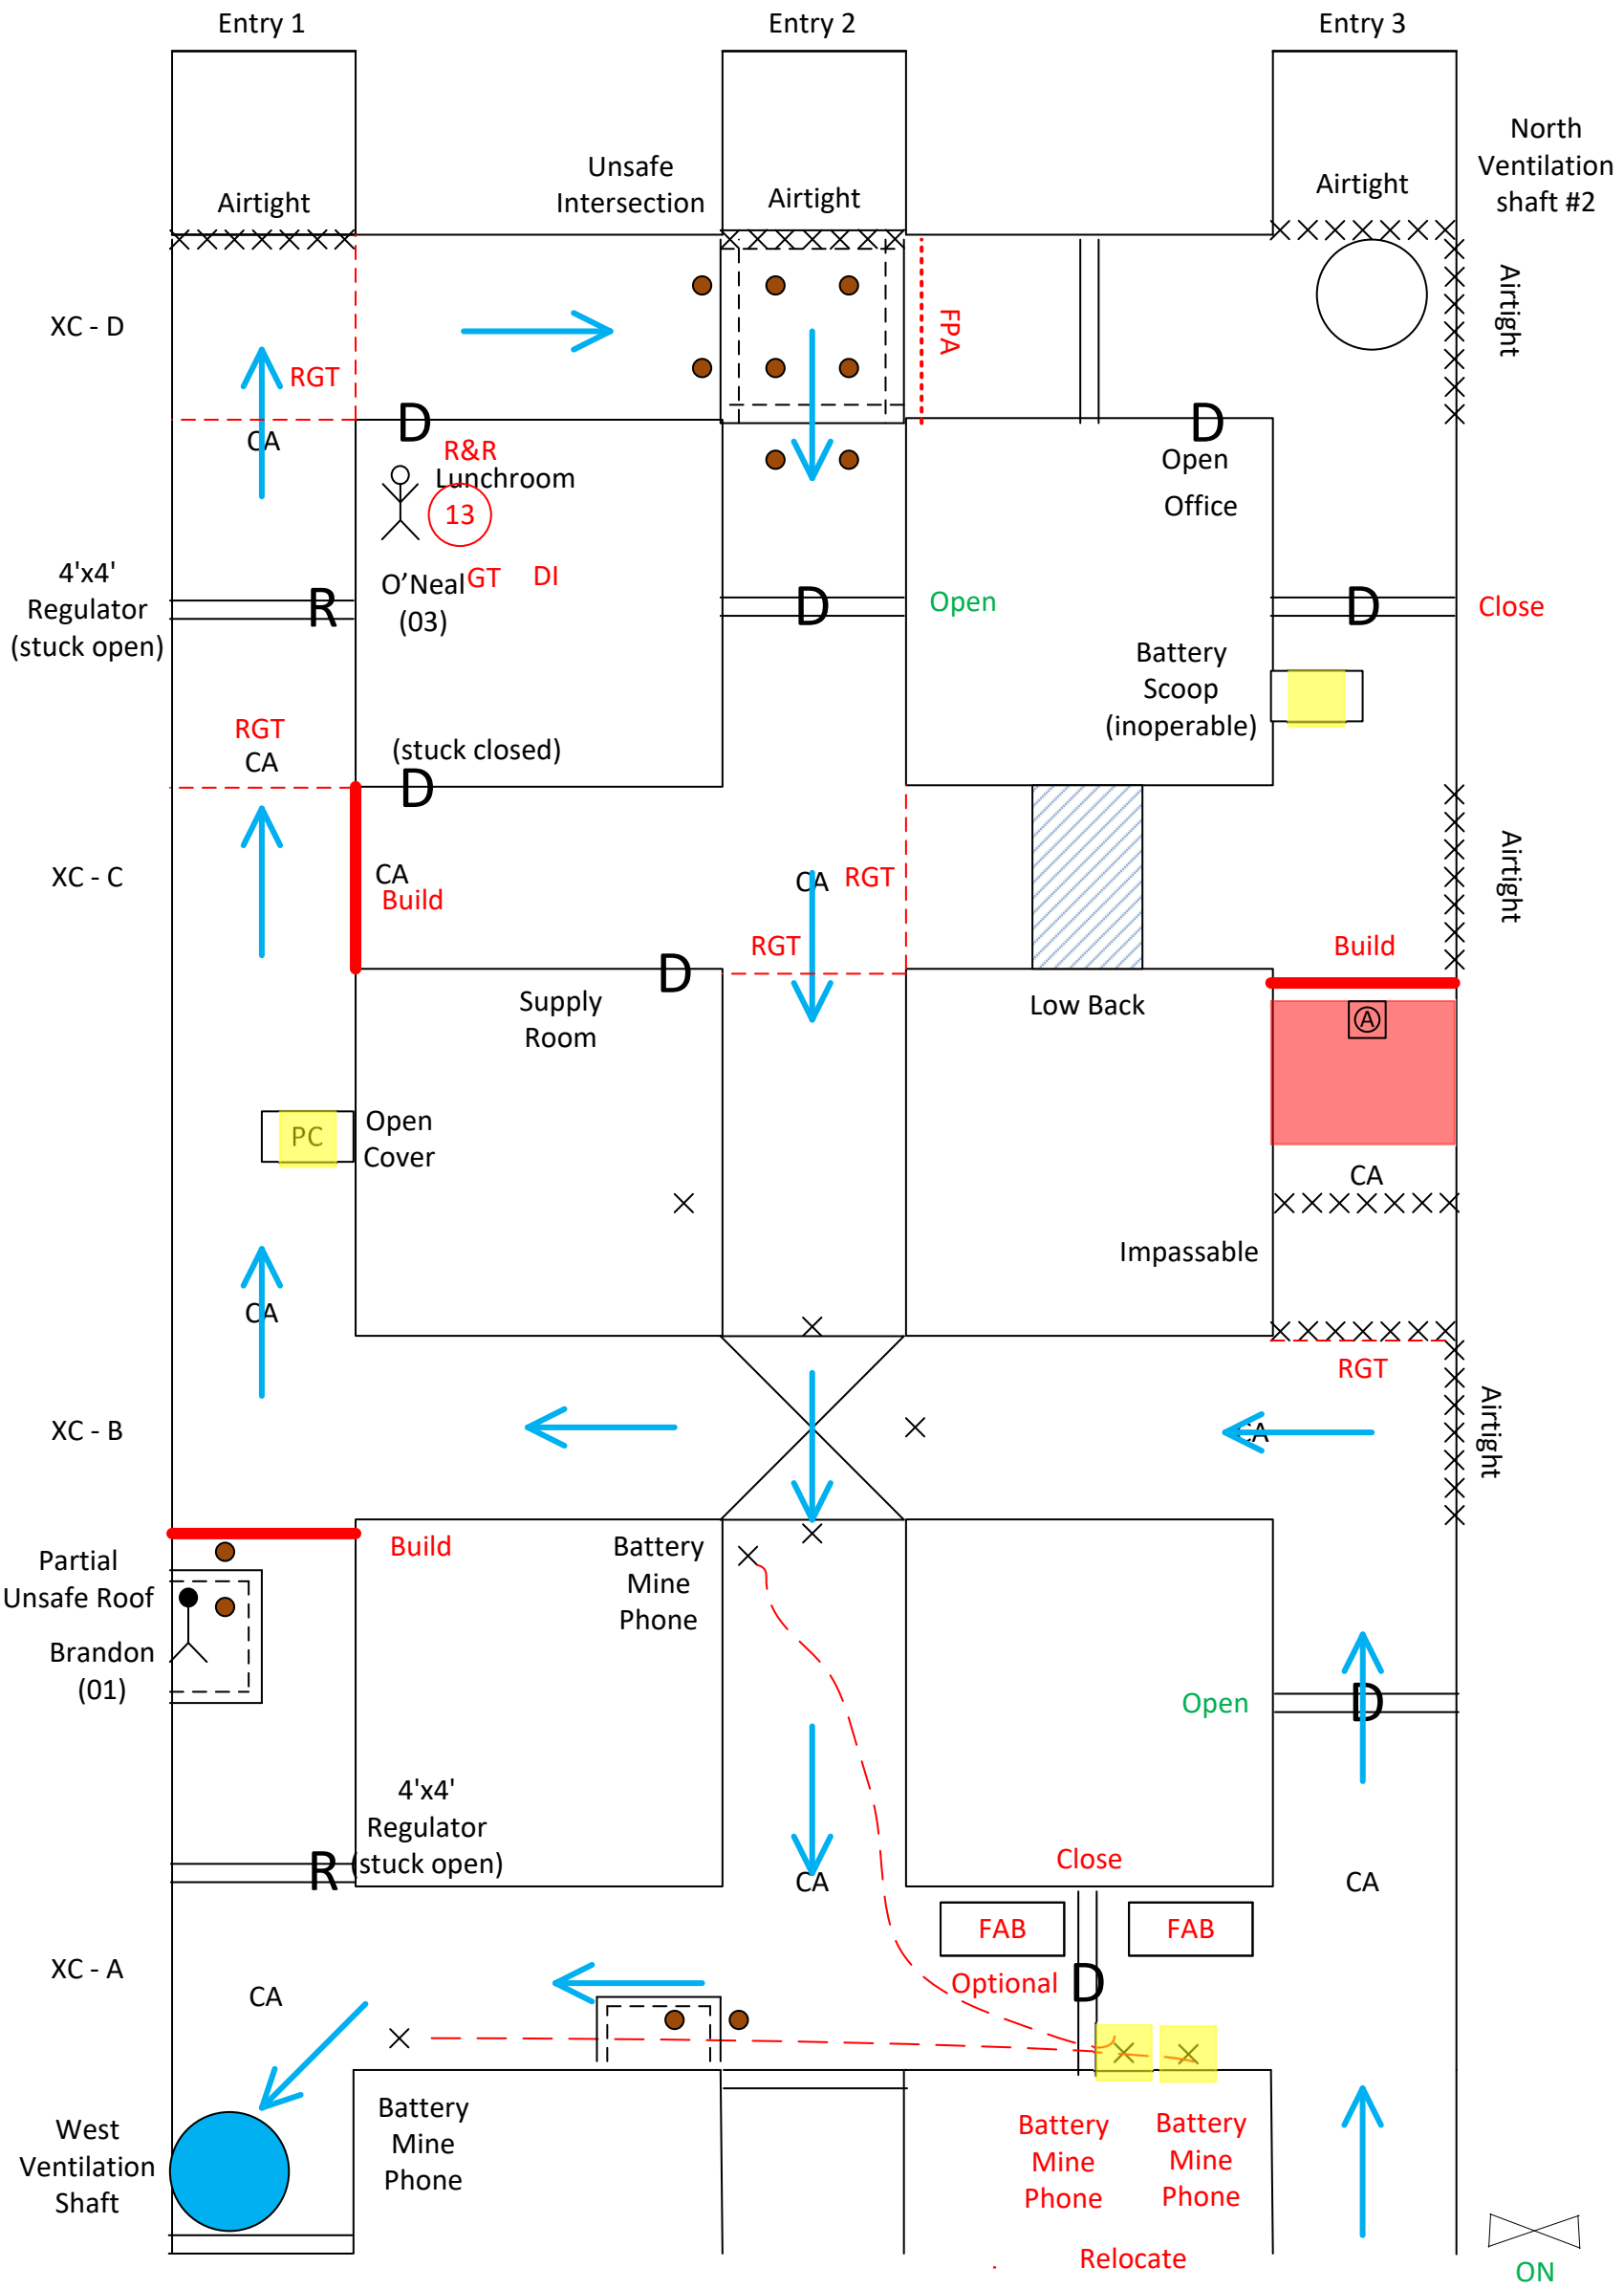 Entry 1
Entry 2
Entry 3
North
Ventilation
shaft #2
Unsafe
Intersection
Airtight
Airtight
Airtight
Airtight
XC - D
RGT
FPA
CA
D
D
R&R
Lunchroom
Open
Office
13
4'x4'
Regulator
(stuck open)
R
O'Neal
(03)
GT
DI
D
Open
D
Close
Battery
Scoop
(inoperable)
RGT
CA
(stuck closed)
D
XC - C
CA
Build
CA
RGT
RGT
Airtight
Build
D
Supply
Room
Low Back
A
PC
Open
Cover
CA
Impassable
CA
RGT
XC - B
CA
Airtight
Build
Partial
Unsafe Roof
Brandon
(01)
Battery
Mine
Phone
Open
D
4'x4'
Regulator
(stuck open)
R
Close
CA
CA
FAB
FAB
XC - A
CA
Optional
D
West
Ventilation
Shaft
Battery
Mine
Phone
Battery
Mine
Phone
Battery
Mine
Phone
Relocate
ON